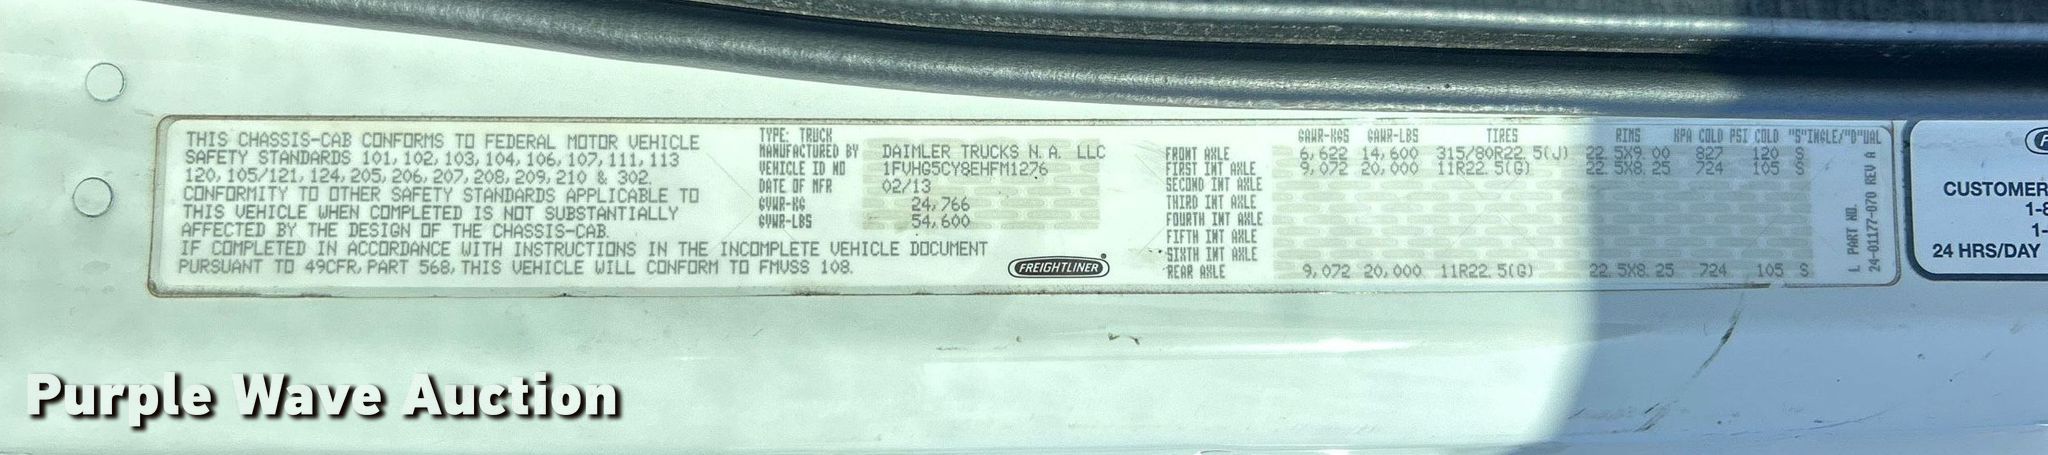 THIS CHASSIS-CAB CONFORMS TO FEDERAL MOTOR VEHICLE
SAFETY STANDARDS 101, 102, 103, 104, 106, 107, 111, 113
120, 105/121, 124, 205, 206, 207, 208, 209, 210 & 302.
CONFORMITY TO OTHER SAFETY STANDARDS APPLICABLE TO
THIS VEHICLE WHEN COMPLETED IS NOT SUBSTANTIALLY
AFFECTED BY THE DESIGN OF THE CHASSIS-CAB.
IF COMPLETED IN ACCORDANCE WITH INSTRUCTIONS IN THE INCOMPLETE VEHICLE DOCUMENT
PURSUANT TO 49CFR, PART 568, THIS VEHICLE WILL CONFORM TO FMVSS 108.
TYPE: TRUCK
MANUFACTURED BY DAIMLER TRUCKS N.A. LLC
VEHICLE ID NO 1FVHG5CY8EHFM1276
DATE OF MFR 02/13
GVWR-KG 24,766
GVWR-LBS 54,600
FREIGHTLINER
GAWR-KGS GAWR-LBS TIRES RIMS KPA COLD PSI COLD "S"INGLE/"D"UAL
FRONT AXLE 6,622 14,600 315/80R22.5(J) 22.5X9.00 827 120 S
FIRST INT AXLE 9,072 20,000 11R22.5(G) 22.5X8.25 724 105 S
SECOND INT AXLE
THIRD INT AXLE
FOURTH INT AXLE
FIFTH INT AXLE
SIXTH INT AXLE
REAR AXLE 9,072 20,000 11R22.5(G) 22.5X8.25 724 105 S
PART NO.
24-01177-070 REV A
CUSTOMER
1-8
1-
24 HRS/DAY
Purple Wave Auction